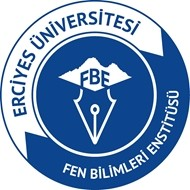 ERCİYES ÜNİVERSİTESİ
FBE
FEN BİLİMLERİ ENSTİTÜSÜ